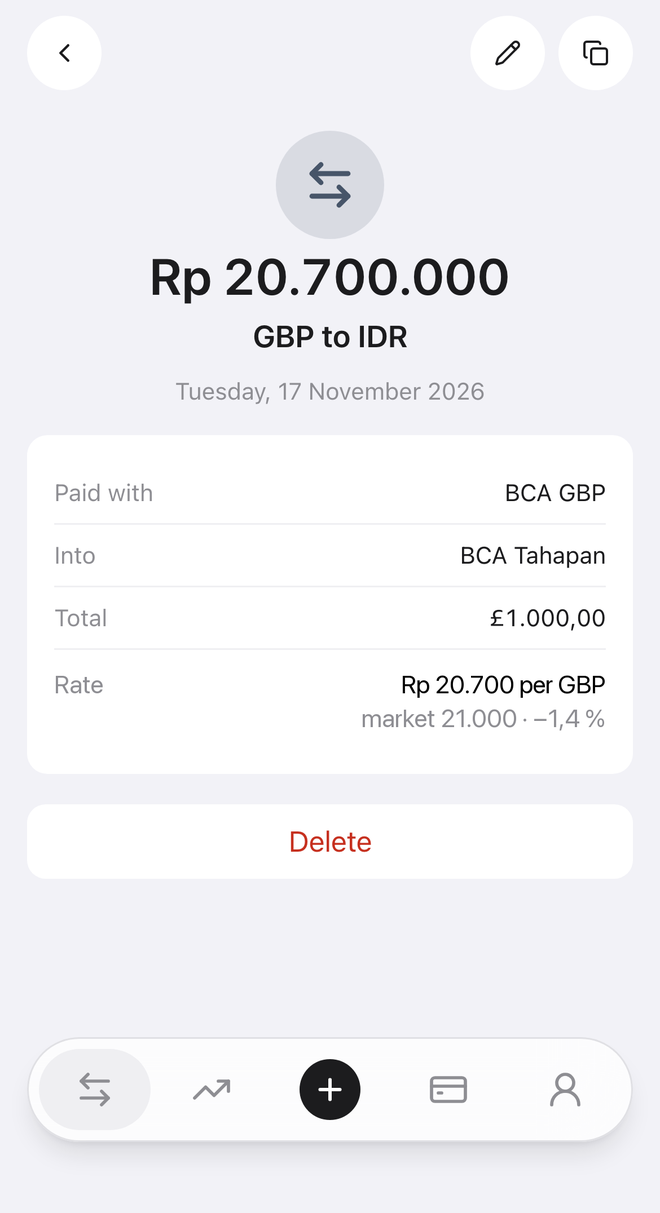 Rp 20.700.000
GBP to IDR
Tuesday, 17 November 2026
Paid with BCA GBP
Into BCA Tahapan
Total £1.000,00
Rate Rp 20.700 per GBP
market 21.000 · −1,4 %
Delete